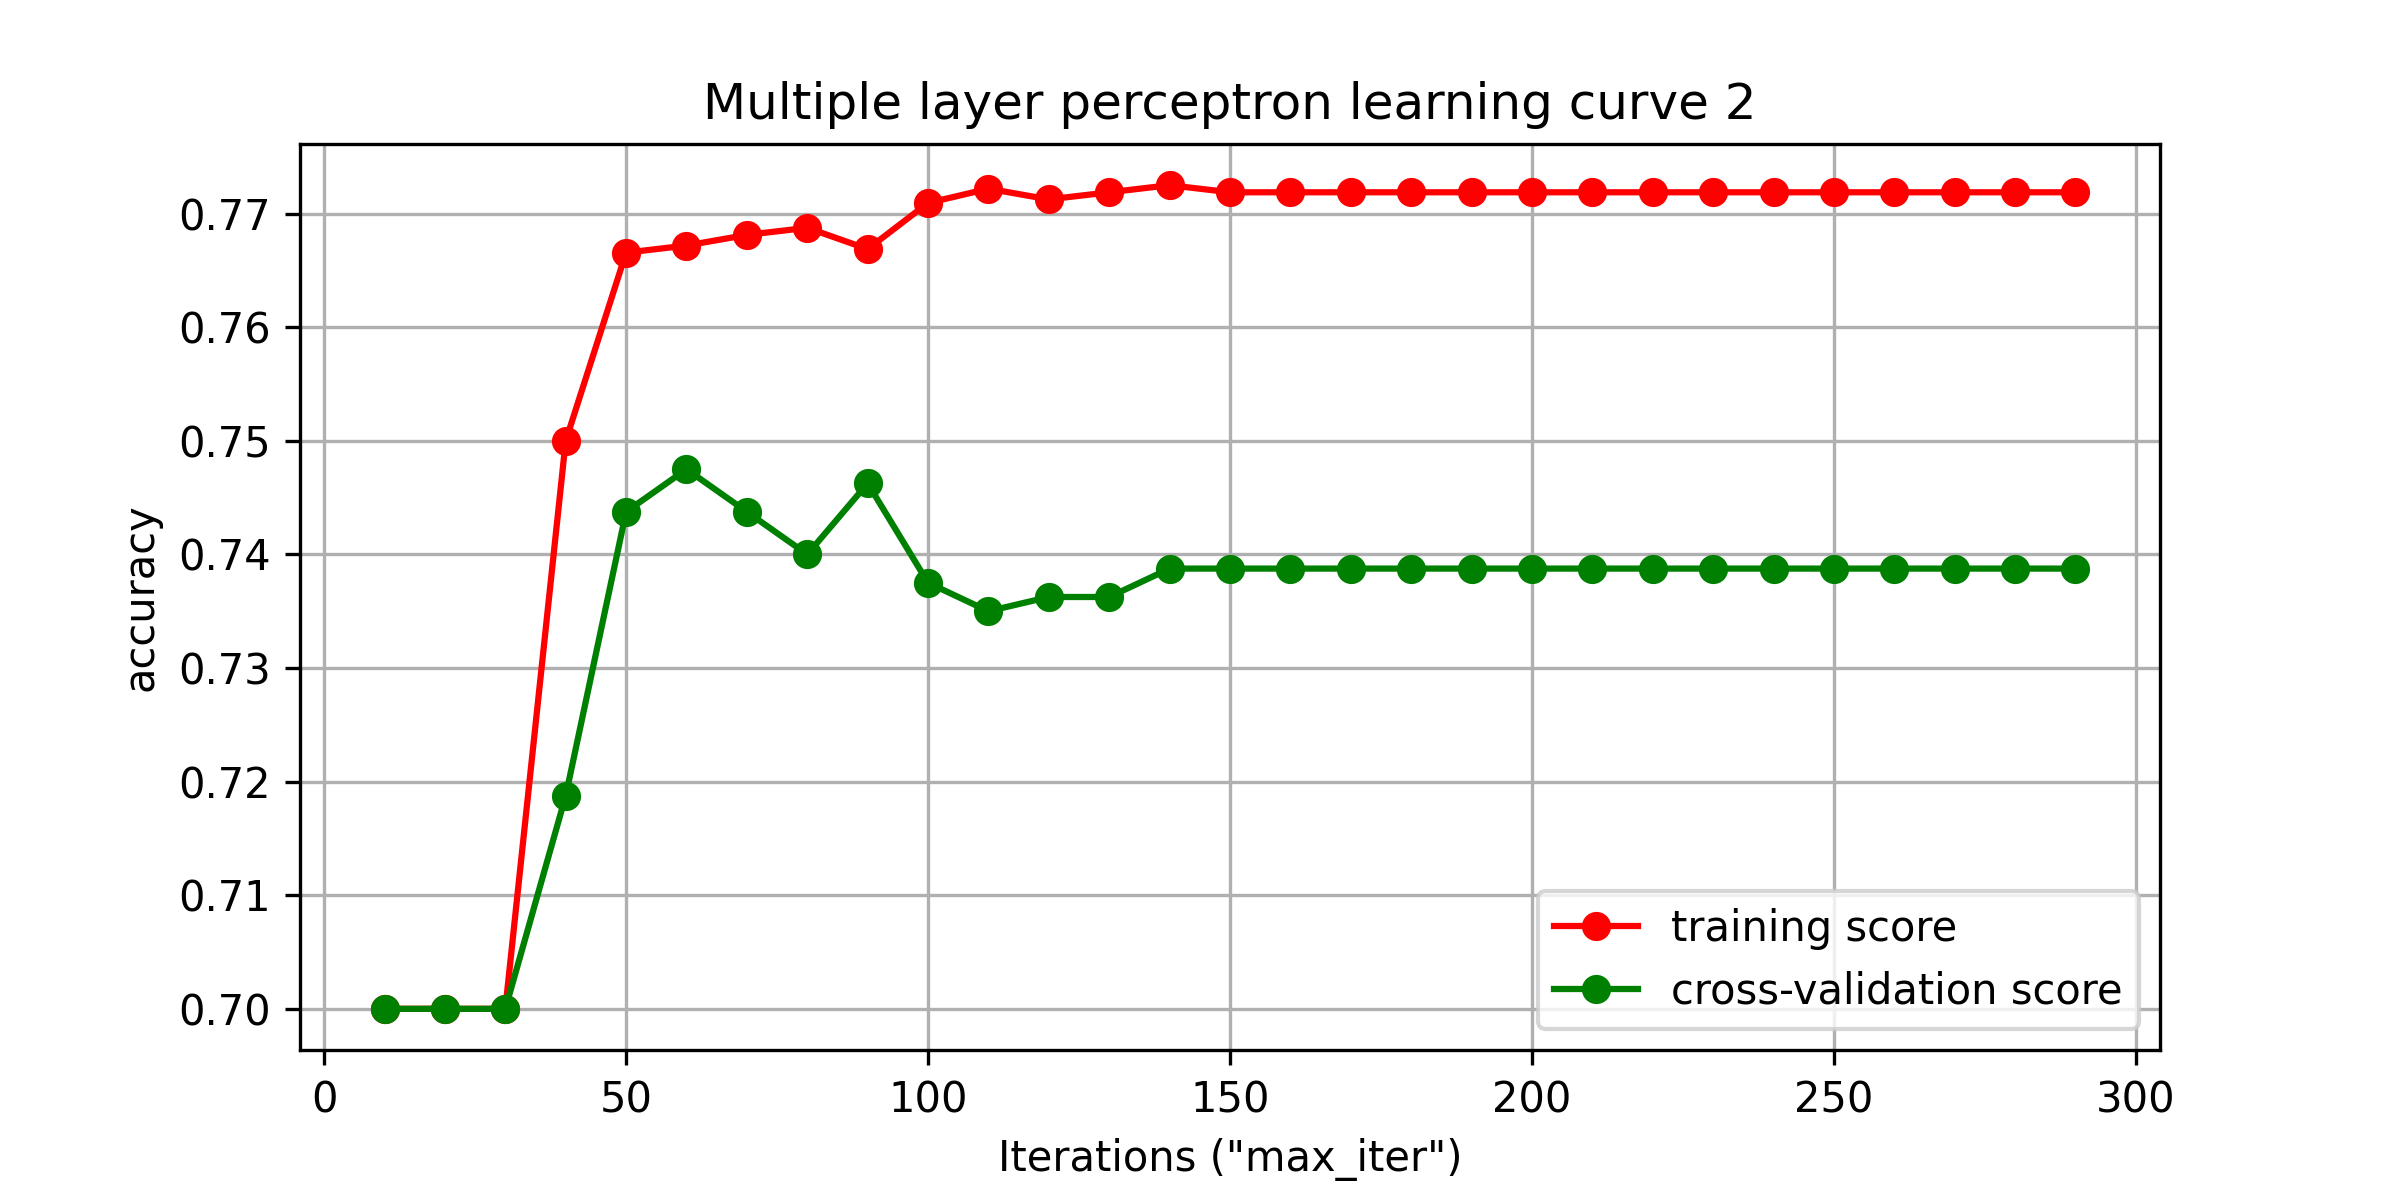 Multiple layer perceptron learning curve 2
0.77
0.76
0.75
0.74
0.73
0.72
0.71
0.70
accuracy
training score
cross-validation score
0 50 100 150 200 250 300
Iterations ("max_iter")